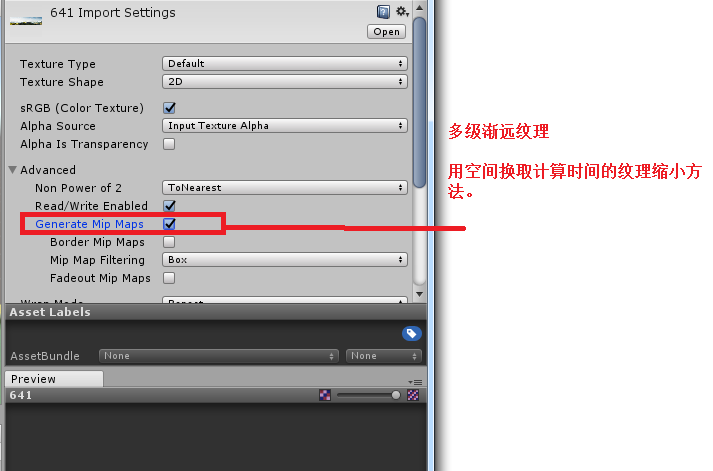 641 Import Settings
Open
Texture Type Default
Texture Shape 2D
sRGB (Color Texture)
Alpha Source Input Texture Alpha
Alpha Is Transparency
Advanced
Non Power of 2 ToNearest
Read/Write Enabled
Generate Mip Maps
Border Mip Maps
Mip Map Filtering Box
Fadeout Mip Maps
Wrap Mode Repeat
Asset Labels
AssetBundle None None
Preview
641
多级渐远纹理
用空间换取计算时间的纹理缩小方
法。